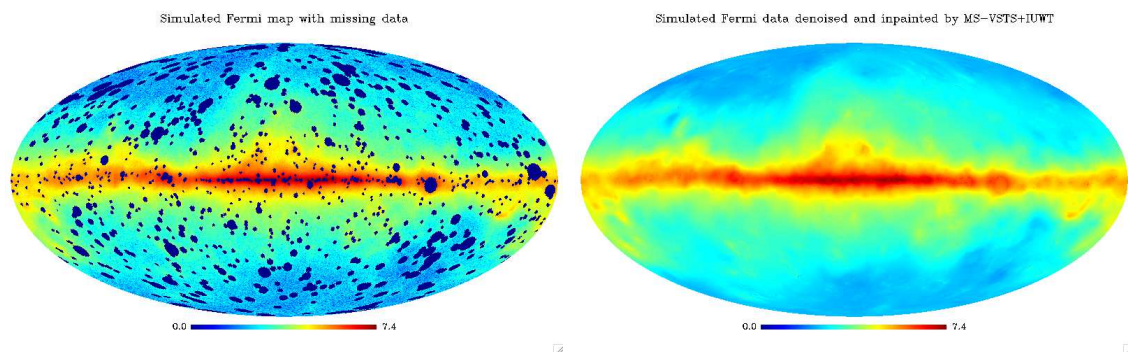 Simulated Fermi map with missing data
Simulated Fermi data denoised and inpainted by MS-VSTS+IUWT
0.0 7.4
0.0 7.4